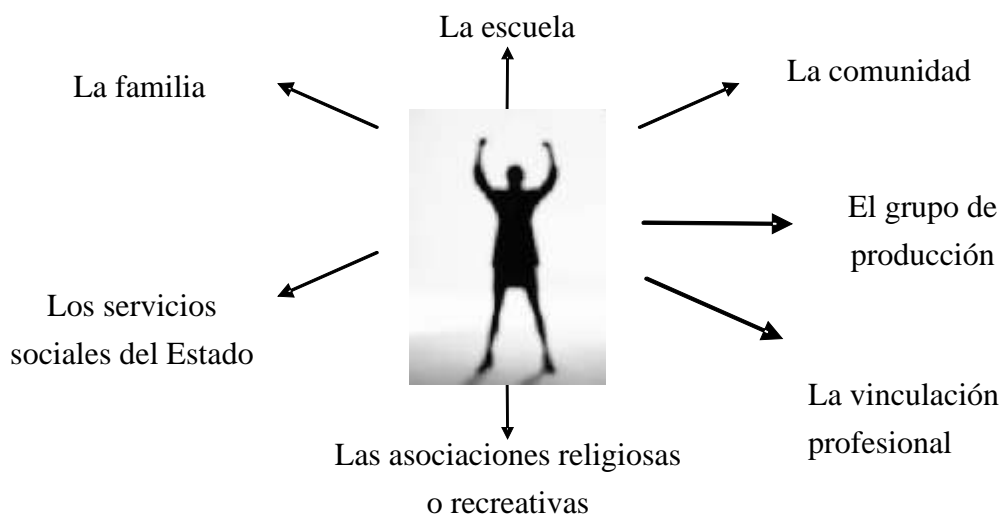 La escuela
La familia
La comunidad
El grupo de
producción
Los servicios
sociales del Estado
La vinculación
profesional
Las asociaciones religiosas
o recreativas